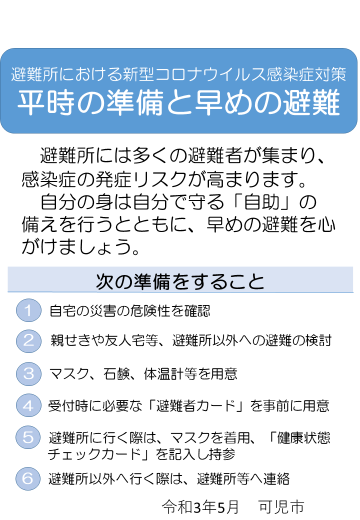 避難所における新型コロナウイルス感染症対策
平時の準備と早めの避難
避難所には多くの避難者が集まり、
感染症の発症リスクが高まります。
自分の身は自分で守る「自助」の
備えを行うとともに、早めの避難を心
がけましょう。
次の準備をすること
1 自宅の災害の危険性を確認
2 親せきや友人宅等、避難所以外への避難の検討
3 マスク、石鹸、体温計等を用意
4 受付時に必要な「避難者カード」を事前に用意
5 避難所に行く際は、マスクを着用、「健康状態
チェックカード」を記入し持参
6 避難所以外へ行く際は、避難所等へ連絡
令和3年5月　可児市